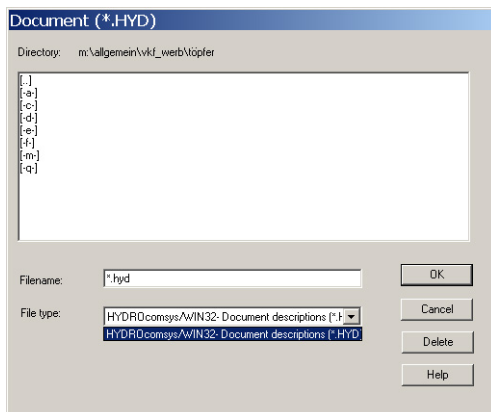 Document (*.HYD)
Directory: m:\allgemein\vkf_werb\töpfer
[..]
[-a-]
[-c-]
[-d-]
[-e-]
[-f-]
[-m-]
[-q-]
Filename: *.hyd OK
File type: HYDROcomsys/WIN32- Document descriptions (*.H Cancel
HYDROcomsys/WIN32- Document descriptions (*.HYD)
Delete
Help